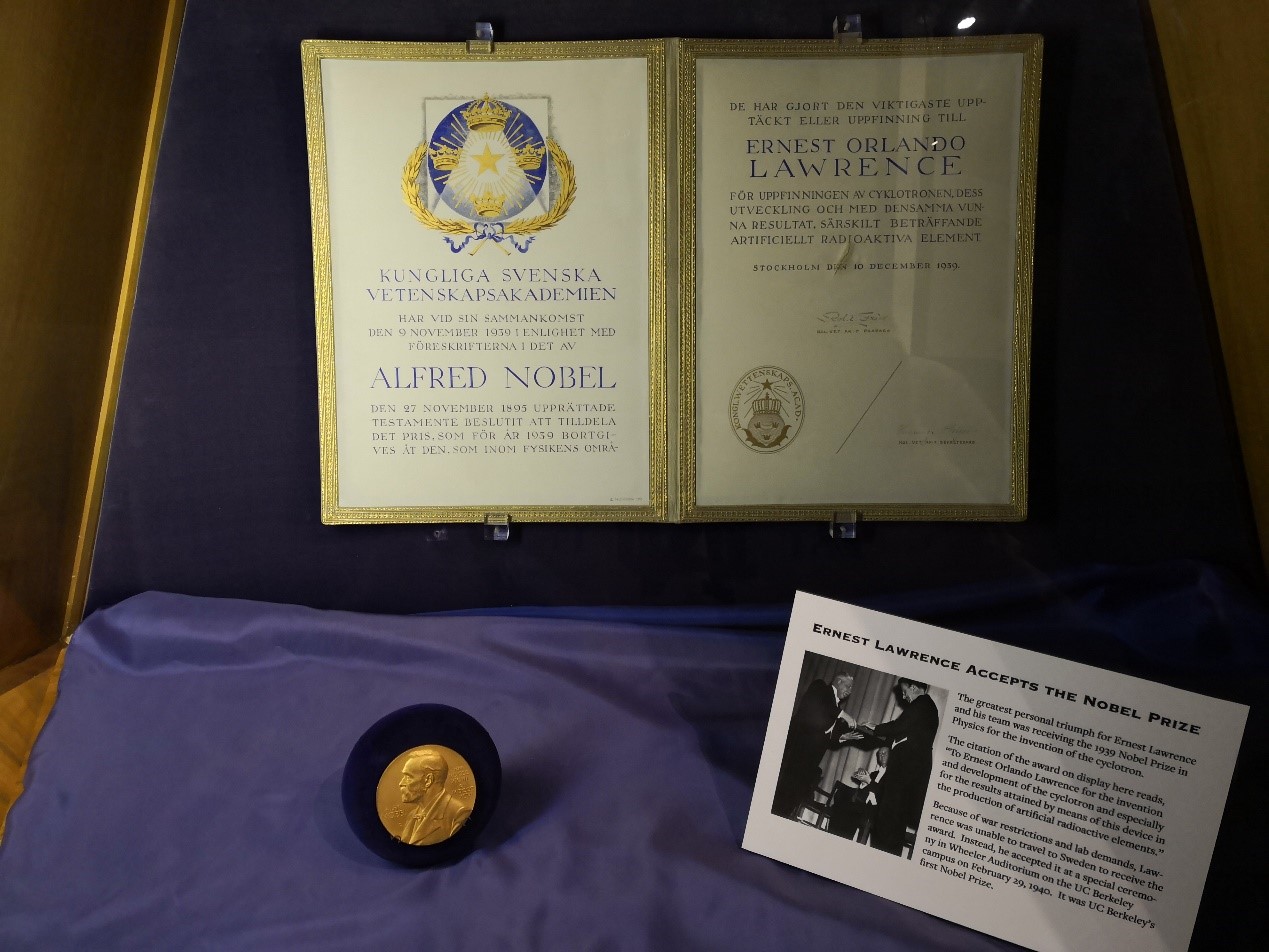 KUNGLIGA SVENSKA
VETENSKAPSAKADEMIEN
HAR VID SIN SAMMANKOMST
DEN 9 NOVEMBER 1939 I ENLIGHET MED
FÖRESKRIFTERNA I DET AV
ALFRED NOBEL
DEN 27 NOVEMBER 1895 UPPRÄTTADE
TESTAMENTE BESLUTIT ATT TILLDELA
DET PRIS, SOM FÖR ÅR 1939 BORTGI-
VES ÅT DEN, SOM INOM FYSIKENS OMRÅ-
DE HAR GJORT DEN VIKTIGASTE UPP-
TÄCKT ELLER UPPFINNING TILL
ERNEST ORLANDO
LAWRENCE
FÖR UPPFINNINGEN AV CYKLOTRONEN, DESS
UTVECKLING OCH MED DENSAMMA VUN-
NA RESULTAT, SÄRSKILT BETRÄFFANDE
ARTIFICIELLT RADIOAKTIVA ELEMENT
STOCKHOLM DEN 10 DECEMBER 1939.
KONGL. VETTENSKAPS. ACAD.
ERNEST LAWRENCE ACCEPTS THE NOBEL PRIZE
The greatest personal triumph for Ernest Lawrence
and his team was receiving the 1939 Nobel Prize in
Physics for the invention of the cyclotron.
The citation of the award on display here reads,
"To Ernest Orlando Lawrence for the invention
and development of the cyclotron and especially
for the results attained by means of this device in
the production of artificial radioactive elements."
Because of war restrictions and lab demands, Law-
rence was unable to travel to Sweden to receive the
award. Instead, he accepted it at a special ceremo-
ny in Wheeler Auditorium on the UC Berkeley
campus on February 29, 1940. It was UC Berkeley's
first Nobel Prize.